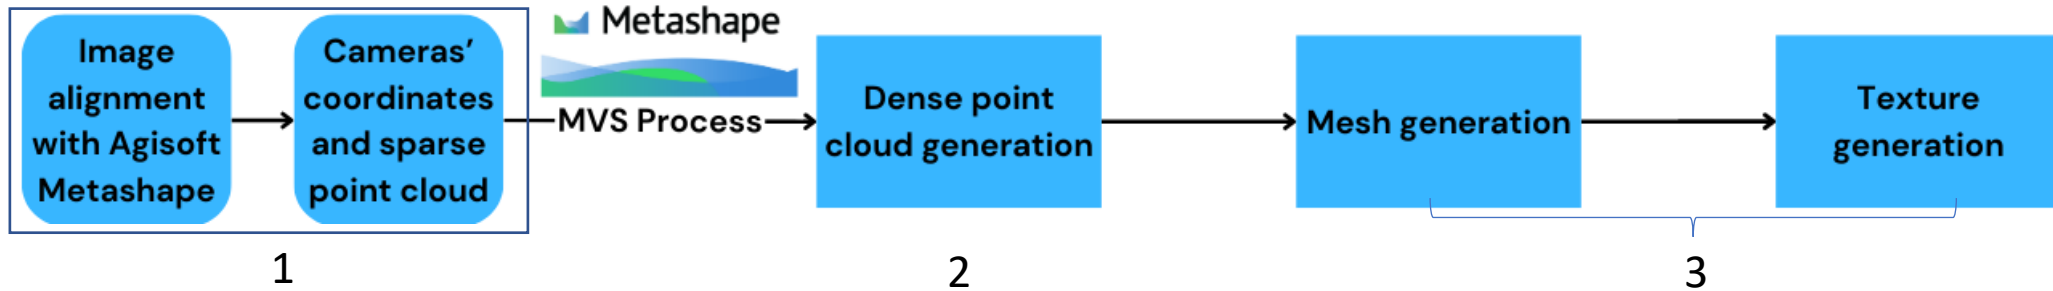 Image
alignment
with Agisoft
Metashape
Cameras’
coordinates
and sparse
point cloud
Metashape
MVS Process
Dense point
cloud generation
Mesh generation
Texture
generation
1
2
3